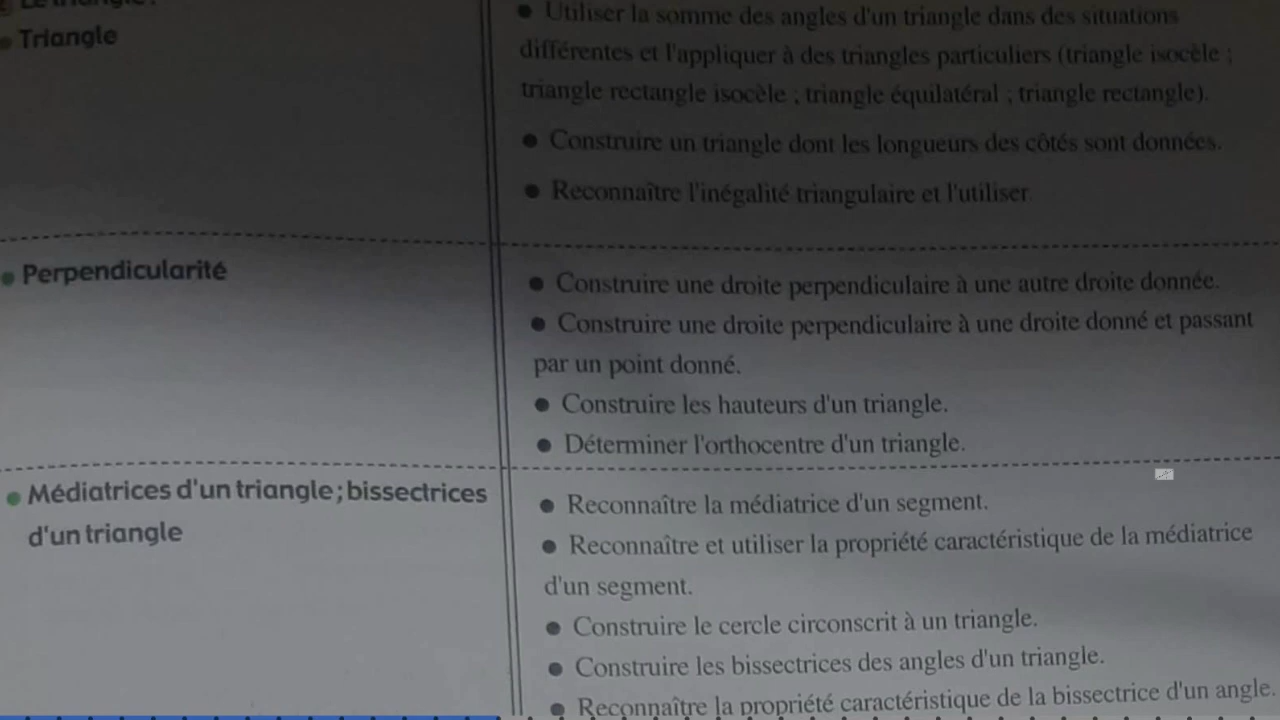 Le triangle :
Triangle
● Utiliser la somme des angles d'un triangle dans des situations
différentes et l'appliquer à des triangles particuliers (triangle isocèle ;
triangle rectangle isocèle ; triangle équilatéral ; triangle rectangle).
● Construire un triangle dont les longueurs des côtés sont données.
● Reconnaître l'inégalité triangulaire et l'utiliser
● Perpendicularité
● Construire une droite perpendiculaire à une autre droite donnée.
● Construire une droite perpendiculaire à une droite donné et passant
par un point donné.
● Construire les hauteurs d'un triangle.
● Déterminer l'orthocentre d'un triangle.
● Médiatrices d'un triangle ; bissectrices
d'un triangle
● Reconnaître la médiatrice d'un segment.
● Reconnaître et utiliser la propriété caractéristique de la médiatrice
d'un segment.
● Construire le cercle circonscrit à un triangle.
● Construire les bissectrices des angles d'un triangle.
● Reconnaître la propriété caractéristique de la bissectrice d'un angle.